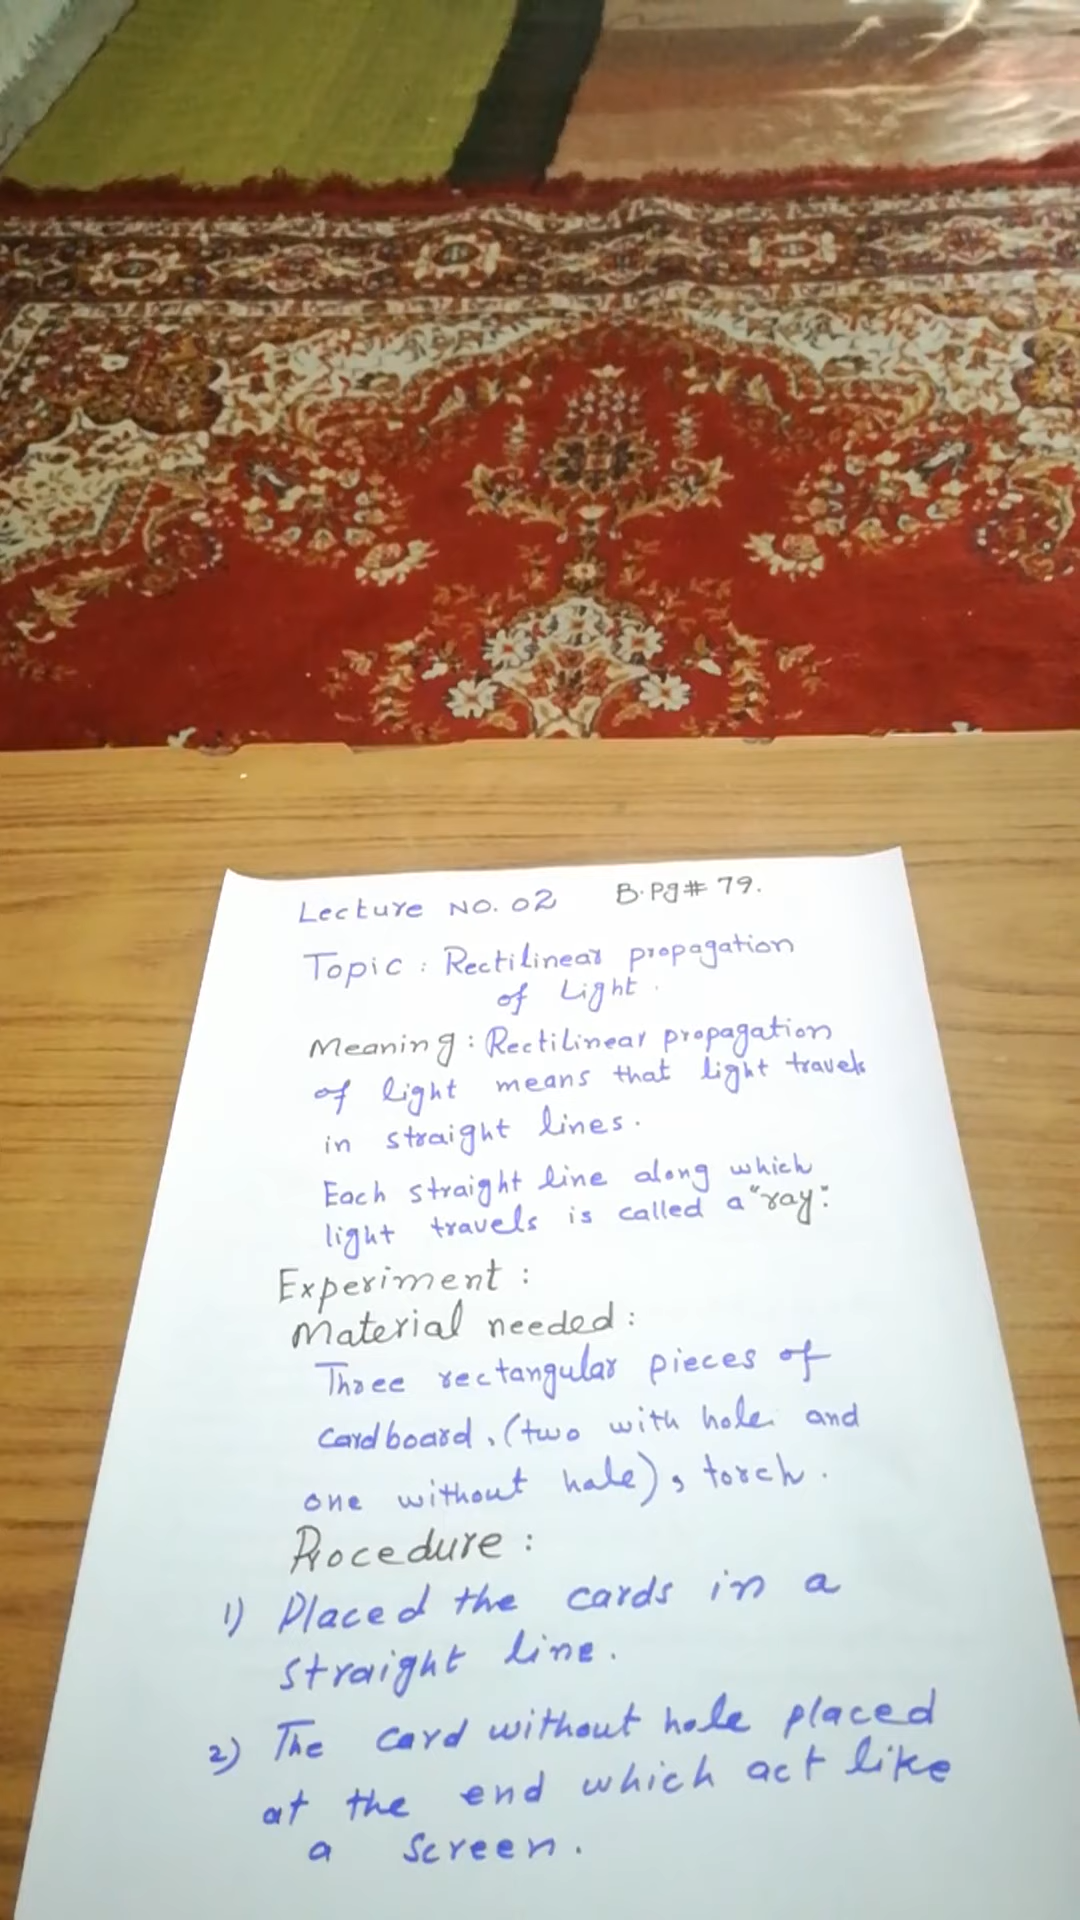 Lecture NO. 02 B.Pg# 79.
Topic: Rectilinear propagation
of Light.
Meaning: Rectilinear propagation
of light means that light travels
in straight lines.
Each straight line along which
light travels is called a "ray".
Experiment:
Material needed:
Three rectangular pieces of
cardboard, (two with hole and
one without hole), torch.
Procedure:
1) Placed the cards in a
straight line.
2) The card without hole placed
at the end which act like
a screen.